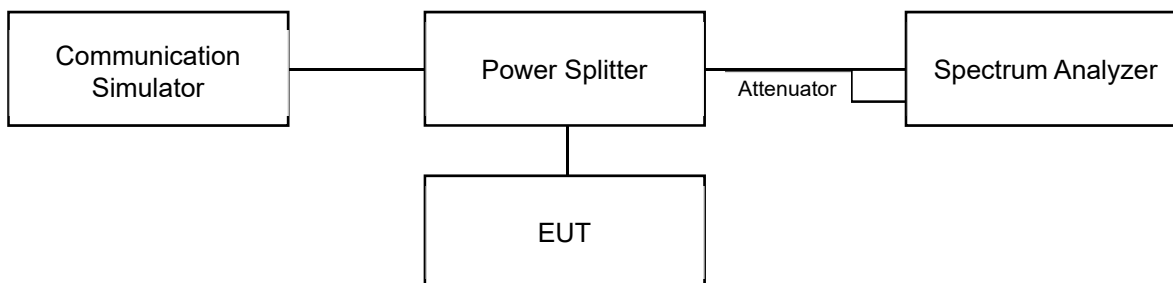 Communication
Simulator
Power Splitter
Attenuator
Spectrum Analyzer
EUT